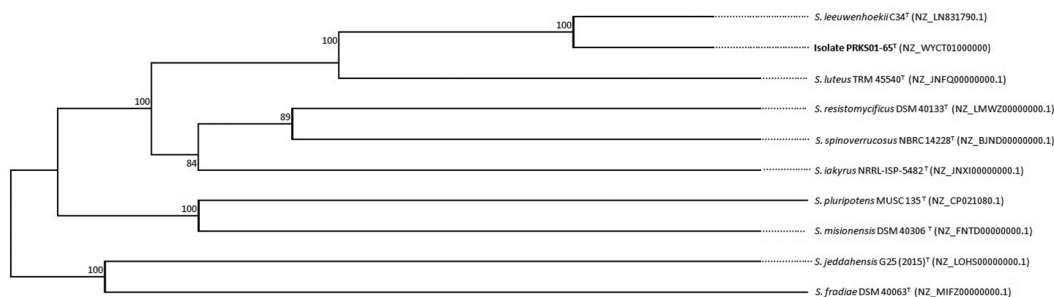 S. leeuwenhoekii C34ᵀ (NZ_LN831790.1)
100
Isolate PRKS01-65ᵀ (NZ_WYCT01000000)
100
S. luteus TRM 45540ᵀ (NZ_JNFQ00000000.1)
100
S. resistomycificus DSM 40133ᵀ (NZ_LMWZ00000000.1)
89
S. spinoverrucosus NBRC 14228ᵀ (NZ_BJND00000000.1)
84
S. iakyrus NRRL-ISP-5482ᵀ (NZ_JNXI00000000.1)
S. pluripotens MUSC 135ᵀ (NZ_CP021080.1)
100
S. misionensis DSM 40306 ᵀ (NZ_FNTD00000000.1)
S. jeddahensis G25 (2015)ᵀ (NZ_LOHS00000000.1)
100
S. fradiae DSM 40063ᵀ (NZ_MIFZ00000000.1)